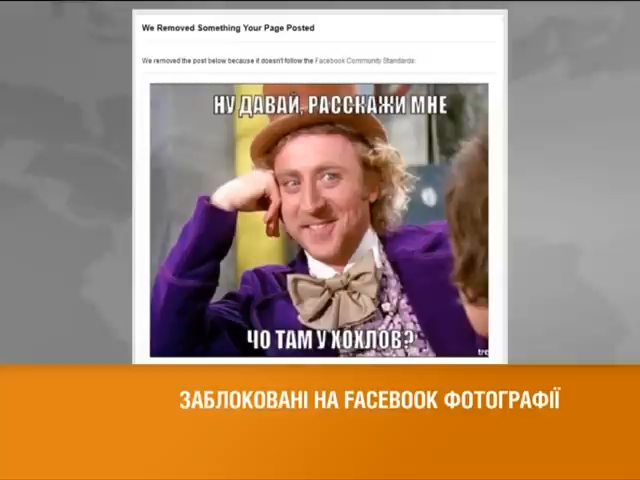 We Removed Something Your Page Posted
We removed the post below because it doesn't follow the Facebook Community Standards:
НУ ДАВАЙ, РАССКАЖИ МНЕ
ЧО ТАМ У ХОХЛОВ?
ЗАБЛОКОВАНІ НА FACEBOOK ФОТОГРАФІЇ